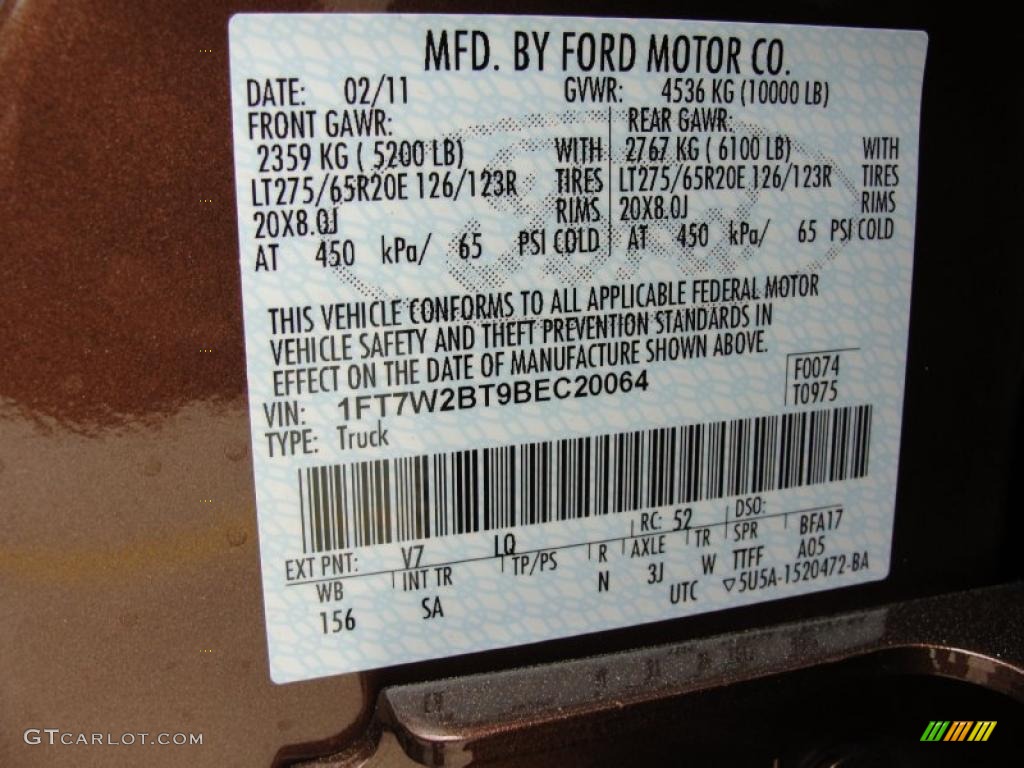 MFD. BY FORD MOTOR CO.
DATE: 02/11 GVWR: 4536 KG (10000 LB)
FRONT GAWR: REAR GAWR:
2359 KG ( 5200 LB) WITH 2767 KG ( 6100 LB) WITH
LT275/65R20E 126/123R TIRES LT275/65R20E 126/123R TIRES
20X8.0J RIMS 20X8.0J RIMS
AT 450 kPa/ 65 PSI COLD AT 450 kPa/ 65 PSI COLD
THIS VEHICLE CONFORMS TO ALL APPLICABLE FEDERAL MOTOR
VEHICLE SAFETY AND THEFT PREVENTION STANDARDS IN
EFFECT ON THE DATE OF MANUFACTURE SHOWN ABOVE.
VIN: 1FT7W2BT9BEC20064 F0074
TYPE: Truck T0975
EXT PNT: V7 LQ RC: 52 DSO:
WB INT TR TP/PS R AXLE TR SPR BFA17
156 SA N 3J W TTFF A05
UTC ▽5U5A-1520472-BA
GTCARLOT.COM